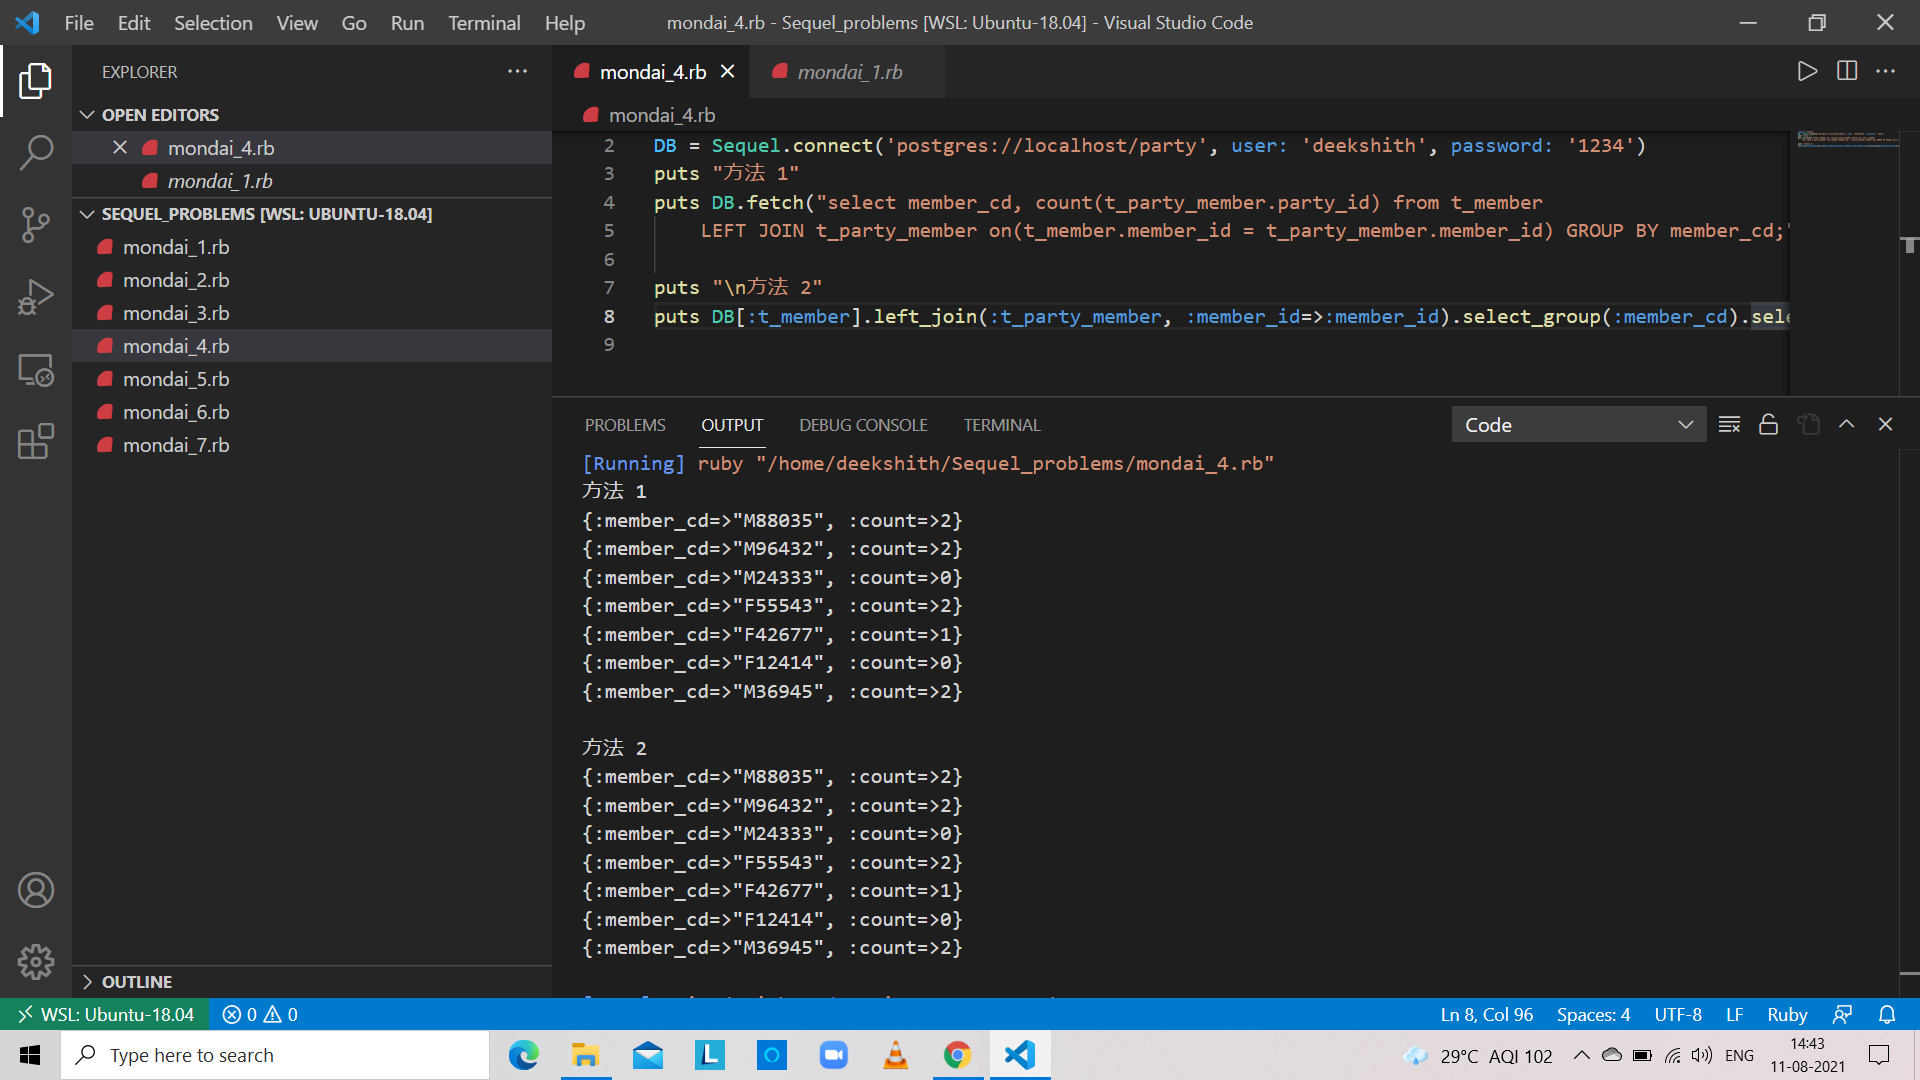 File Edit Selection View Go Run Terminal Help
mondai_4.rb - Sequel_problems [WSL: Ubuntu-18.04] - Visual Studio Code
EXPLORER
OPEN EDITORS
mondai_4.rb
mondai_1.rb
SEQUEL_PROBLEMS [WSL: UBUNTU-18.04]
mondai_1.rb
mondai_2.rb
mondai_3.rb
mondai_4.rb
mondai_5.rb
mondai_6.rb
mondai_7.rb
OUTLINE
mondai_4.rb
mondai_1.rb
mondai_4.rb
2 DB = Sequel.connect('postgres://localhost/party', user: 'deekshith', password: '1234')
3 puts "方法 1"
4 puts DB.fetch("select member_cd, count(t_party_member.party_id) from t_member
5 LEFT JOIN t_party_member on(t_member.member_id = t_party_member.member_id) GROUP BY member_cd;"
6
7 puts "\n方法 2"
8 puts DB[:t_member].left_join(:t_party_member, :member_id=>:member_id).select_group(:member_cd).sele
9
PROBLEMS OUTPUT DEBUG CONSOLE TERMINAL
Code
[Running] ruby "/home/deekshith/Sequel_problems/mondai_4.rb"
方法 1
{:member_cd=>"M88035", :count=>2}
{:member_cd=>"M96432", :count=>2}
{:member_cd=>"M24333", :count=>0}
{:member_cd=>"F55543", :count=>2}
{:member_cd=>"F42677", :count=>1}
{:member_cd=>"F12414", :count=>0}
{:member_cd=>"M36945", :count=>2}
方法 2
{:member_cd=>"M88035", :count=>2}
{:member_cd=>"M96432", :count=>2}
{:member_cd=>"M24333", :count=>0}
{:member_cd=>"F55543", :count=>2}
{:member_cd=>"F42677", :count=>1}
{:member_cd=>"F12414", :count=>0}
{:member_cd=>"M36945", :count=>2}
WSL: Ubuntu-18.04 0 0
Ln 8, Col 96 Spaces: 4 UTF-8 LF Ruby
Type here to search
29°C AQI 102
ENG
14:43
11-08-2021